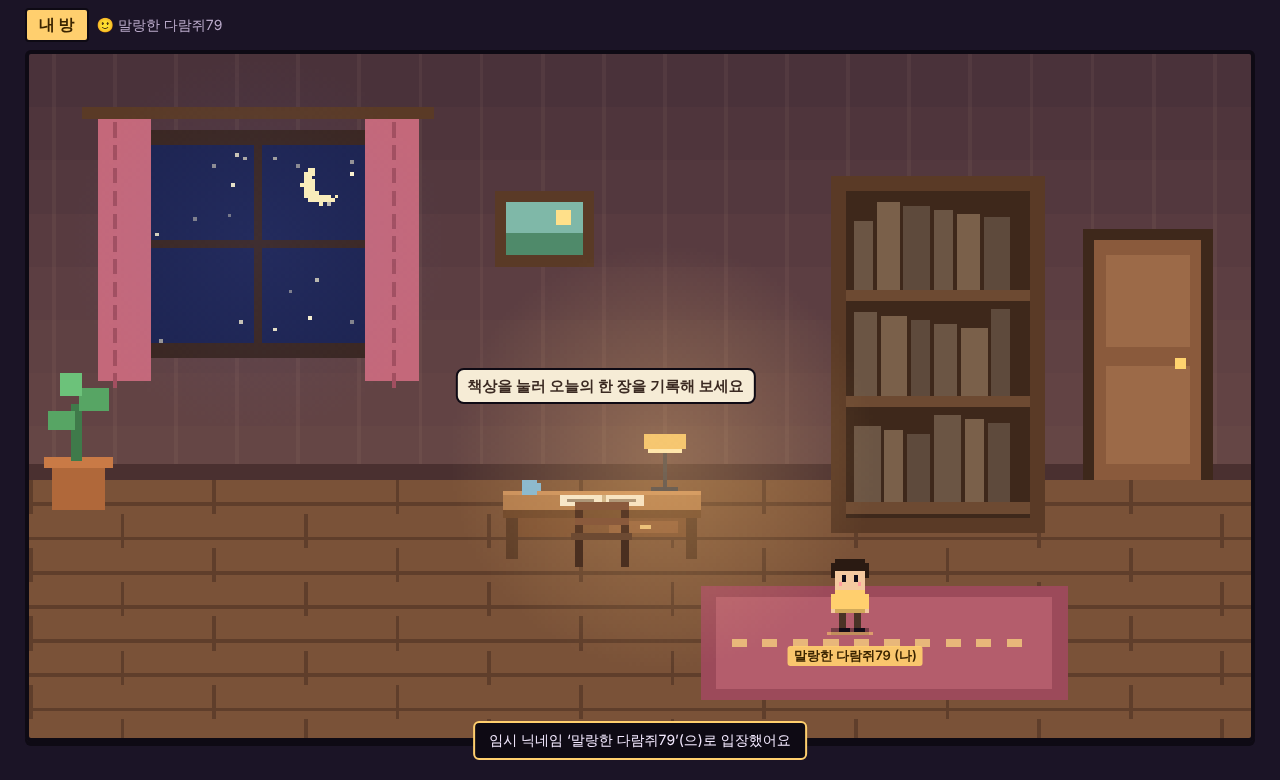 내 방
🙂 말랑한 다람쥐79
책상을 눌러 오늘의 한 장을 기록해 보세요
말랑한 다람쥐79 (나)
임시 닉네임 ‘말랑한 다람쥐79’(으)로 입장했어요